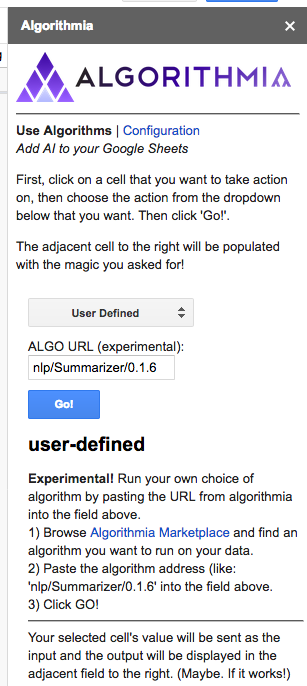 Algorithmia ×
ALGORITHMIA
Use Algorithms | Configuration
Add AI to your Google Sheets
First, click on a cell that you want to take action
on, then choose the action from the dropdown
below that you want. Then click 'Go!'.
The adjacent cell to the right will be populated
with the magic you asked for!
User Defined
ALGO URL (experimental):
nlp/Summarizer/0.1.6
Go!
user-defined
Experimental! Run your own choice of
algorithm by pasting the URL from algorithmia
into the field above.
1) Browse Algorithmia Marketplace and find an
algorithm you want to run on your data.
2) Paste the algorithm address (like:
'nlp/Summarizer/0.1.6' into the field above.
3) Click GO!
Your selected cell's value will be sent as the
input and the output will be displayed in the
adjacent field to the right. (Maybe. If it works!)